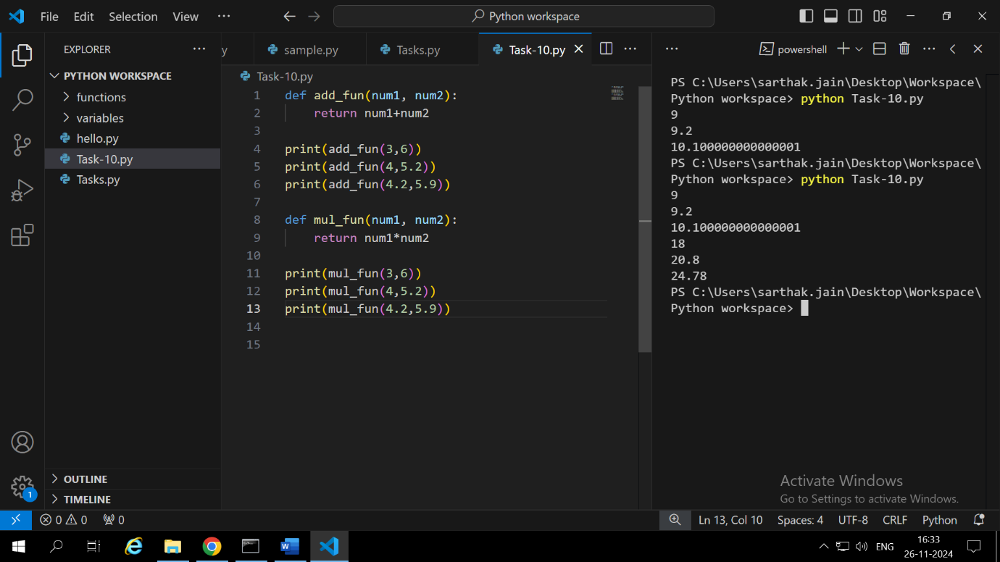 File Edit Selection View ··· Python workspace
EXPLORER ···
PYTHON WORKSPACE
functions
variables
hello.py
Task-10.py
Tasks.py
OUTLINE
TIMELINE
y sample.py Tasks.py Task-10.py
Task-10.py
1 def add_fun(num1, num2):
2 return num1+num2
3
4 print(add_fun(3,6))
5 print(add_fun(4,5.2))
6 print(add_fun(4.2,5.9))
7
8 def mul_fun(num1, num2):
9 return num1*num2
10
11 print(mul_fun(3,6))
12 print(mul_fun(4,5.2))
13 print(mul_fun(4.2,5.9))
14
15
··· powershell ···
PS C:\Users\sarthak.jain\Desktop\Workspace\
Python workspace> python Task-10.py
9
9.2
10.100000000000001
PS C:\Users\sarthak.jain\Desktop\Workspace\
Python workspace> python Task-10.py
9
9.2
10.100000000000001
18
20.8
24.78
PS C:\Users\sarthak.jain\Desktop\Workspace\
Python workspace>
Activate Windows
Go to Settings to activate Windows.
1
0 0 0 Ln 13, Col 10 Spaces: 4 UTF-8 CRLF Python
ENG 16:33
26-11-2024